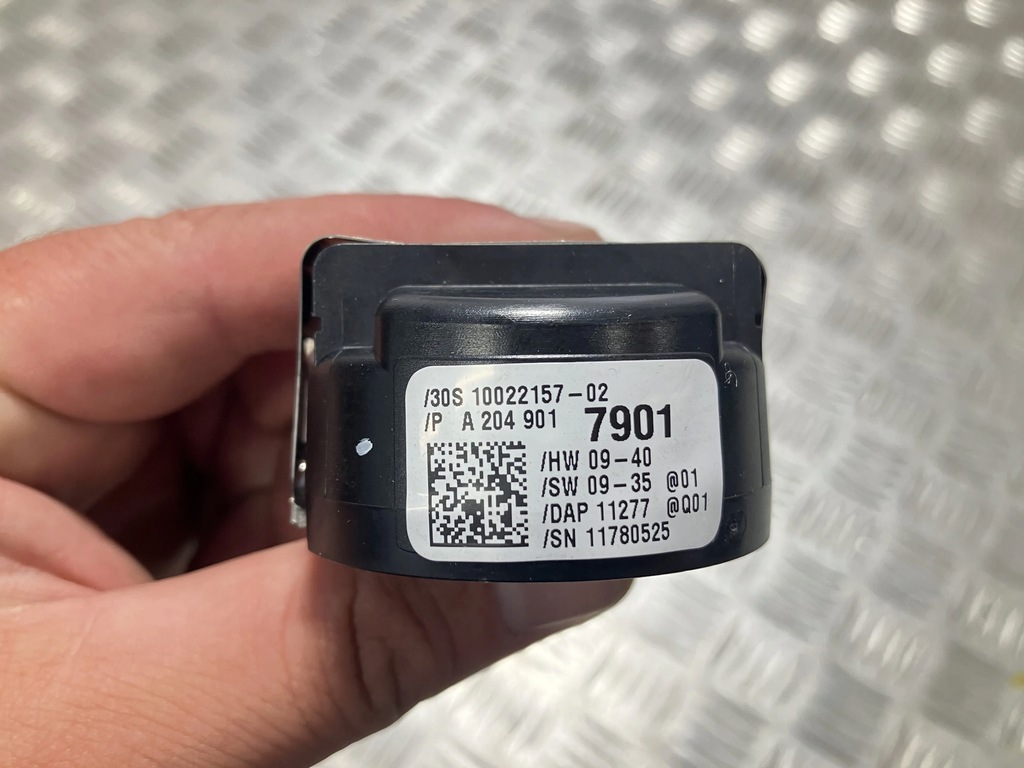 /30S 10022157-02
/P A 204 901 7901
/HW 09-40
/SW 09-35 @01
/DAP 11277 @Q01
/SN 11780525